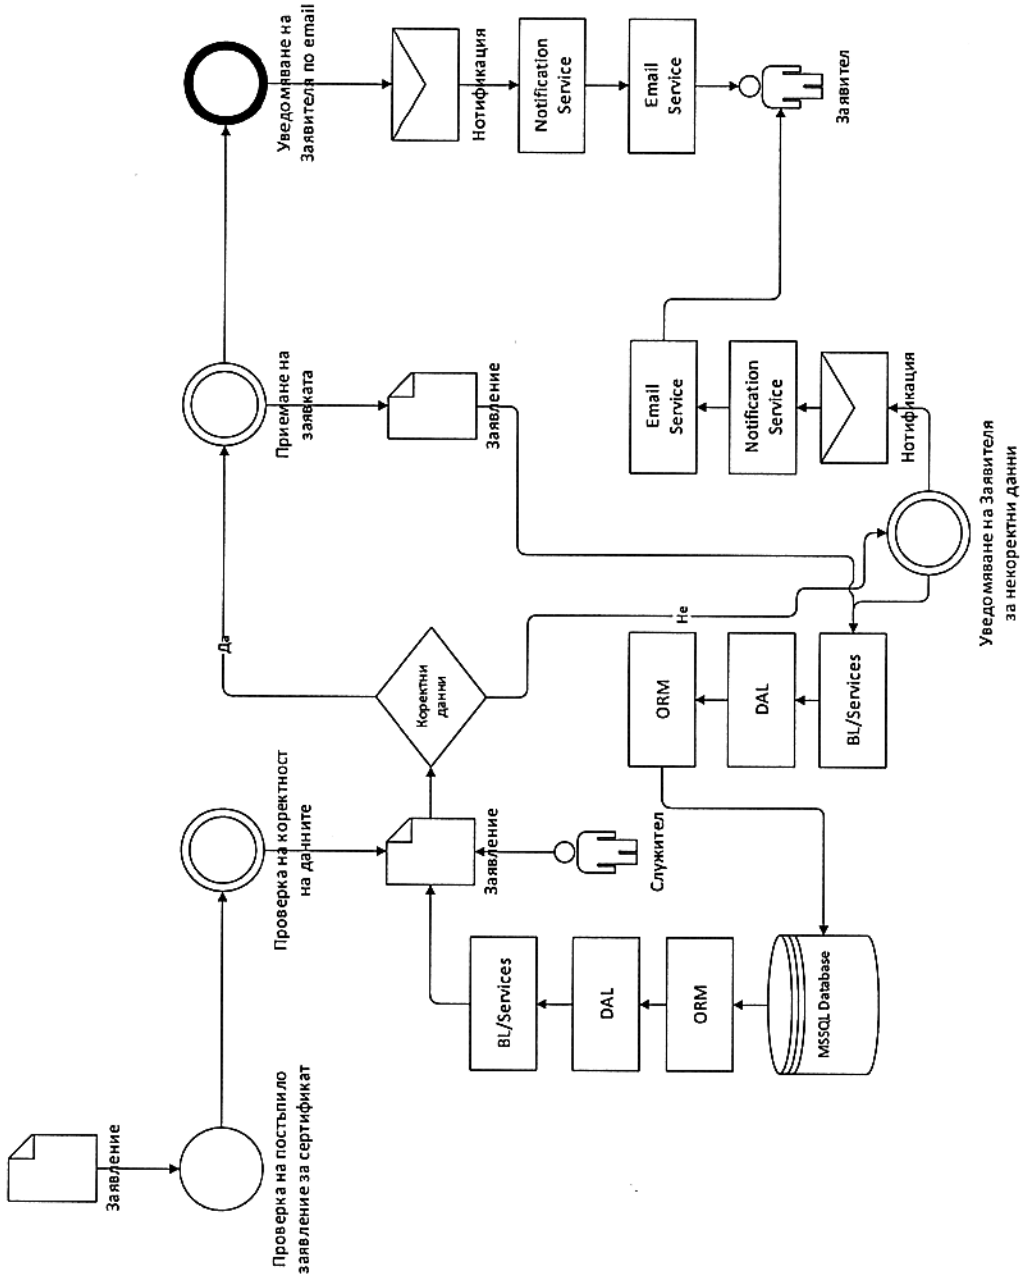 Заявление
Проверка на постъпило
заявление за сертификат
Проверка на коректност
на данните
Заявление
Служител
BL/Services
DAL
ORM
MSSQL Database
Коректни
данни
Да
Не
Приемане на
заявката
Заявление
BL/Services
DAL
ORM
Уведомяване на Заявителя
за некоректни данни
Нотификация
Notification
Service
Email
Service
Уведомяване на
Заявителя по email
Нотификация
Notification
Service
Email
Service
Заявител